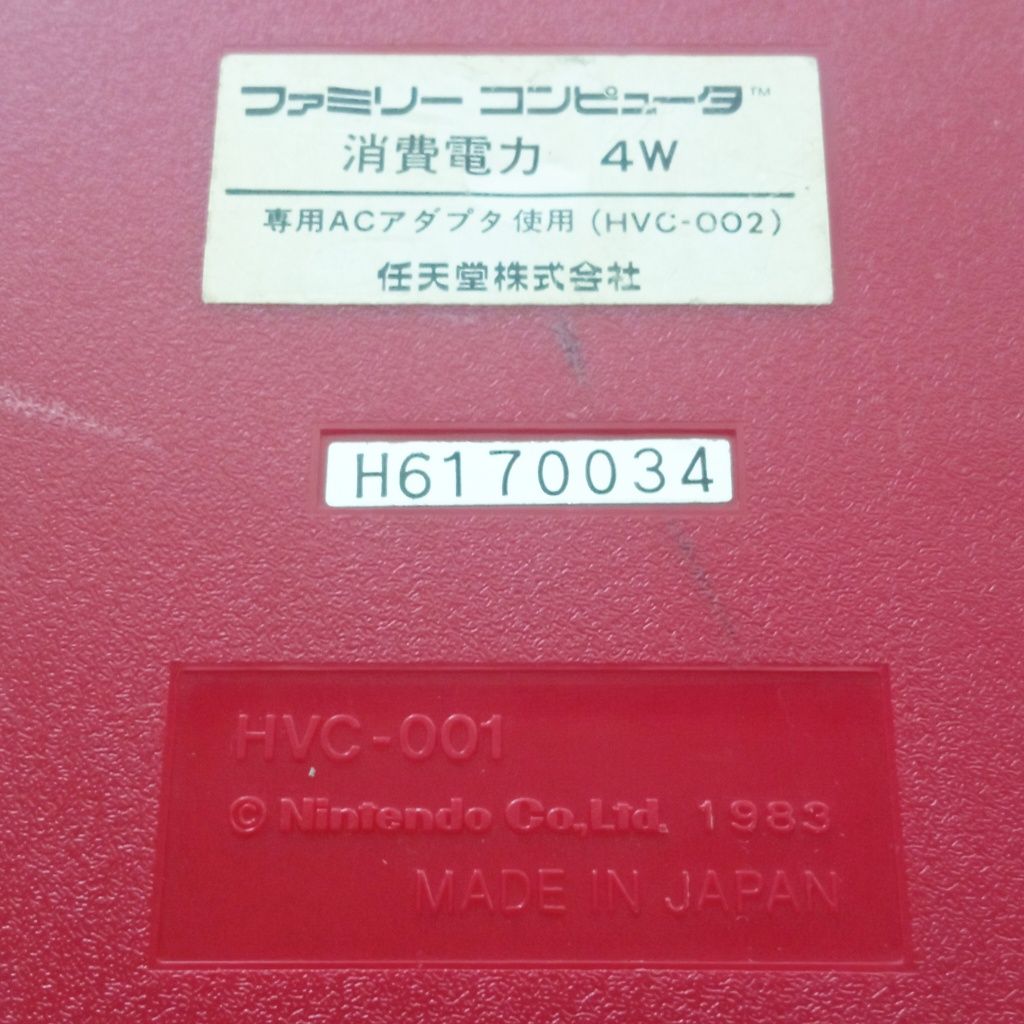 ファミリー コンピュータ™
消費電力 4W
専用ACアダプタ使用 (HVC-002)
任天堂株式会社
H6170034
HVC-001
© Nintendo Co.,Ltd. 1983
MADE IN JAPAN